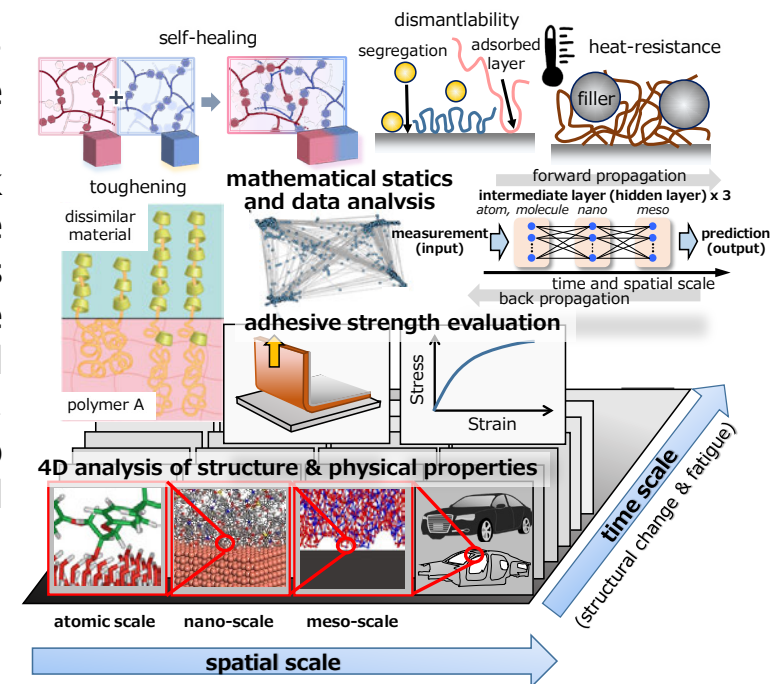 self-healing
+
dismantlability
segregation
adsorbed
layer
heat-resistance
filler
toughening
dissimilar
material
polymer A
mathematical statics
and data analysis
forward propagation
intermediate layer (hidden layer) x 3
atom, molecule nano meso
measurement
(input)
prediction
(output)
time and spatial scale
back propagation
adhesive strength evaluation
Stress
Strain
4D analysis of structure & physical properties
atomic scale
nano-scale
meso-scale
spatial scale
time scale
(structural change & fatigue)